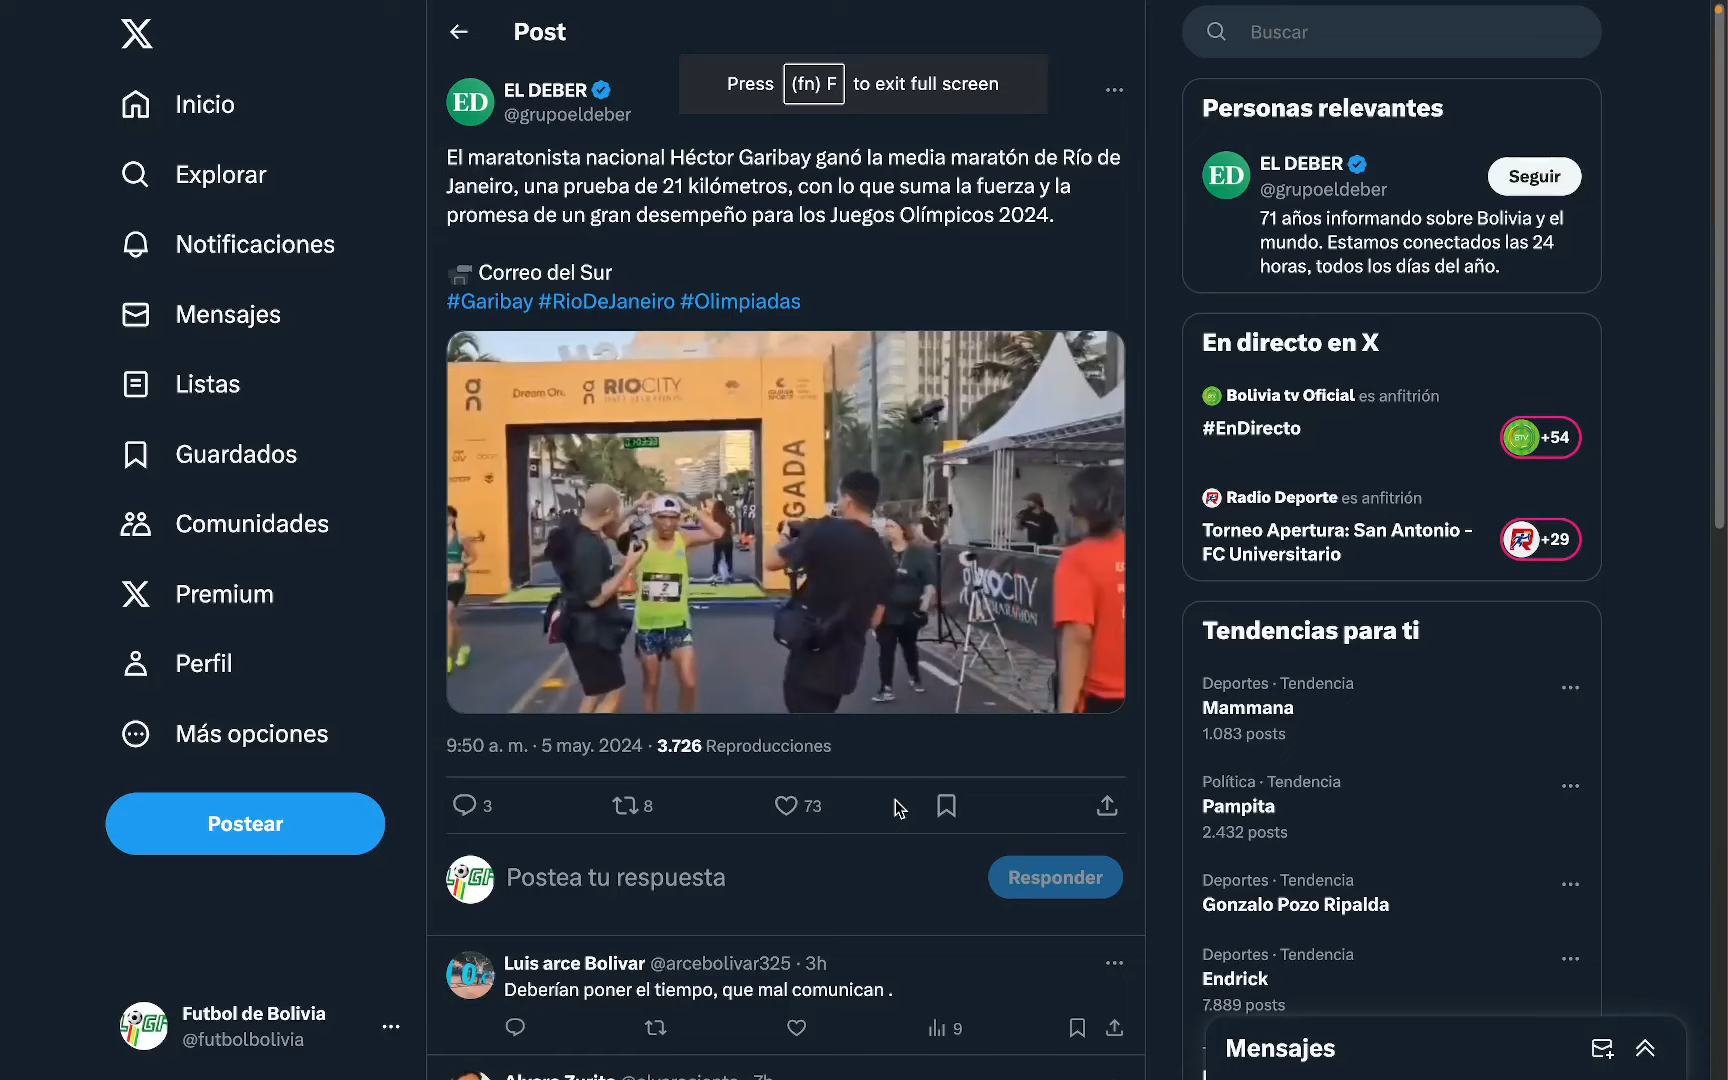 Inicio
Explorar
Notificaciones
Mensajes
Listas
Guardados
Comunidades
Premium
Perfil
Más opciones
Postear
Futbol de Bolivia
@futbolbolivia
Post
Press (fn) F to exit full screen
ED
EL DEBER
@grupoeldeber
El maratonista nacional Héctor Garibay ganó la media maratón de Río de
Janeiro, una prueba de 21 kilómetros, con lo que suma la fuerza y la
promesa de un gran desempeño para los Juegos Olímpicos 2024.
Correo del Sur
#Garibay #RioDeJaneiro #Olimpiadas
Dream On.
RIOCITY
GADA
2
RIOCITY
9:50 a. m. · 5 may. 2024 · 3.726 Reproducciones
3
8
73
Postea tu respuesta
Responder
Luis arce Bolivar @arcebolivar325 · 3h
Deberían poner el tiempo, que mal comunican .
9
Buscar
Personas relevantes
ED
EL DEBER
@grupoeldeber
Seguir
71 años informando sobre Bolivia y el
mundo. Estamos conectados las 24
horas, todos los días del año.
En directo en X
Bolivia tv Oficial es anfitrión
#EnDirecto
BTV
+54
Radio Deporte es anfitrión
Torneo Apertura: San Antonio -
FC Universitario
+29
Tendencias para ti
Deportes · Tendencia
Mammana
1.083 posts
Política · Tendencia
Pampita
2.432 posts
Deportes · Tendencia
Gonzalo Pozo Ripalda
Deportes · Tendencia
Endrick
7.889 posts
Mensajes